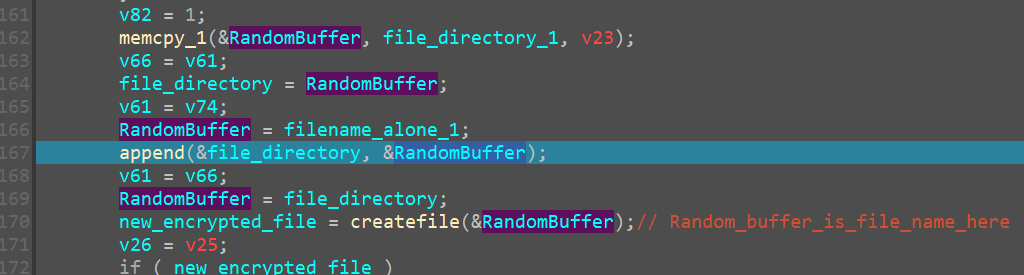 161 v82 = 1;
162 memcpy_1(&RandomBuffer, file_directory_1, v23);
163 v66 = v61;
164 file_directory = RandomBuffer;
165 v61 = v74;
166 RandomBuffer = filename_alone_1;
167 append(&file_directory, &RandomBuffer);
168 v61 = v66;
169 RandomBuffer = file_directory;
170 new_encrypted_file = createfile(&RandomBuffer);// Random_buffer_is_file_name_here
171 v26 = v25;
172 if ( new_encrypted_file )